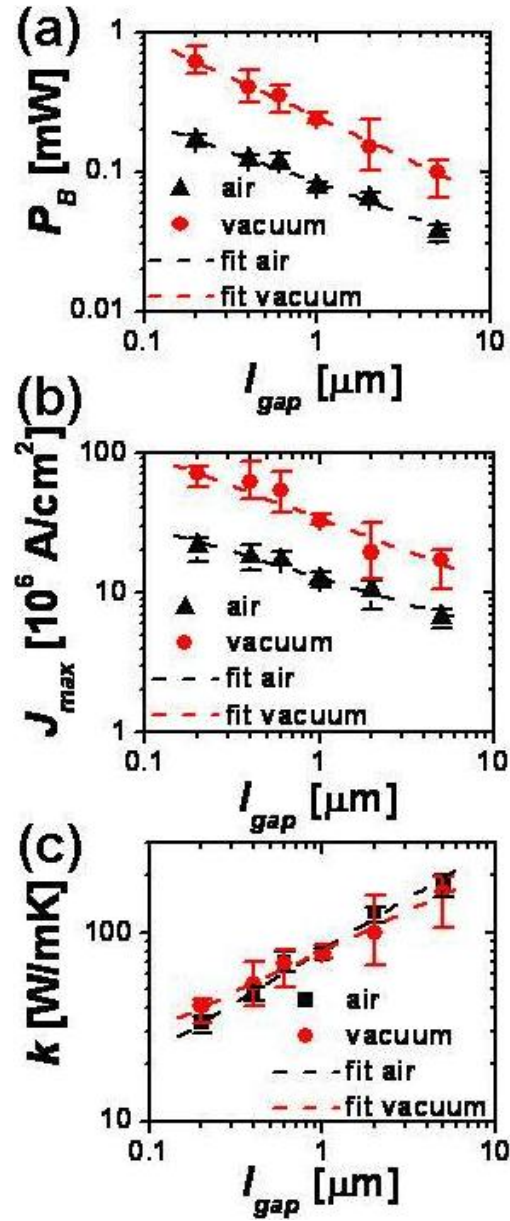 (a)
1
0.1
0.01
P_B [mW]
air
vacuum
fit air
fit vacuum
0.1 1 10
l_gap [μm]
(b)
100
10
1
J_max [10^6 A/cm^2]
air
vacuum
fit air
fit vacuum
0.1 1 10
l_gap [μm]
(c)
100
10
k [W/mK]
air
vacuum
fit air
fit vacuum
0.1 1 10
l_gap [μm]